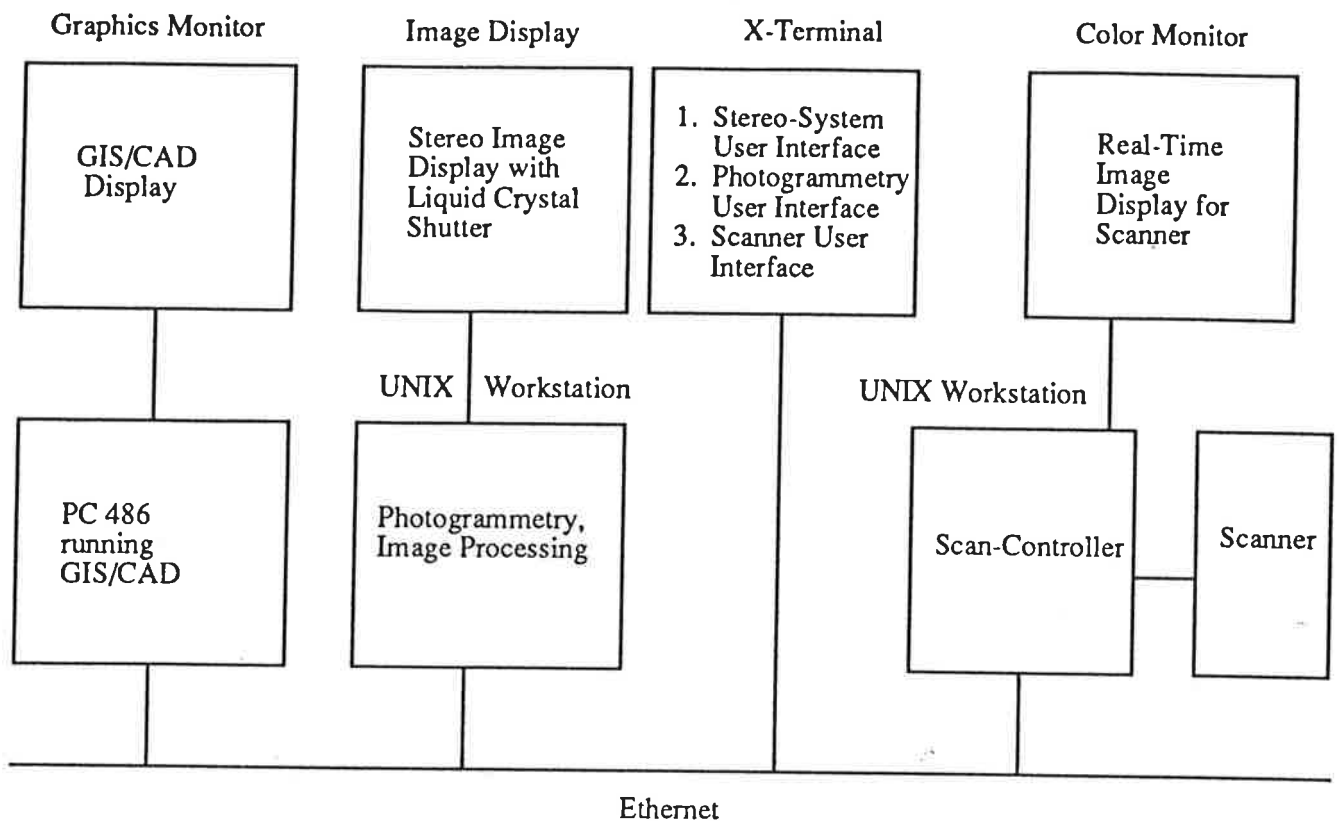 Graphics Monitor
Image Display
X-Terminal
Color Monitor
GIS/CAD
Display
Stereo Image
Display with
Liquid Crystal
Shutter
1. Stereo-System
User Interface
2. Photogrammetry
User Interface
3. Scanner User
Interface
Real-Time
Image
Display for
Scanner
UNIX Workstation
UNIX Workstation
PC 486
running
GIS/CAD
Photogrammetry,
Image Processing
Scan-Controller
Scanner
Ethernet